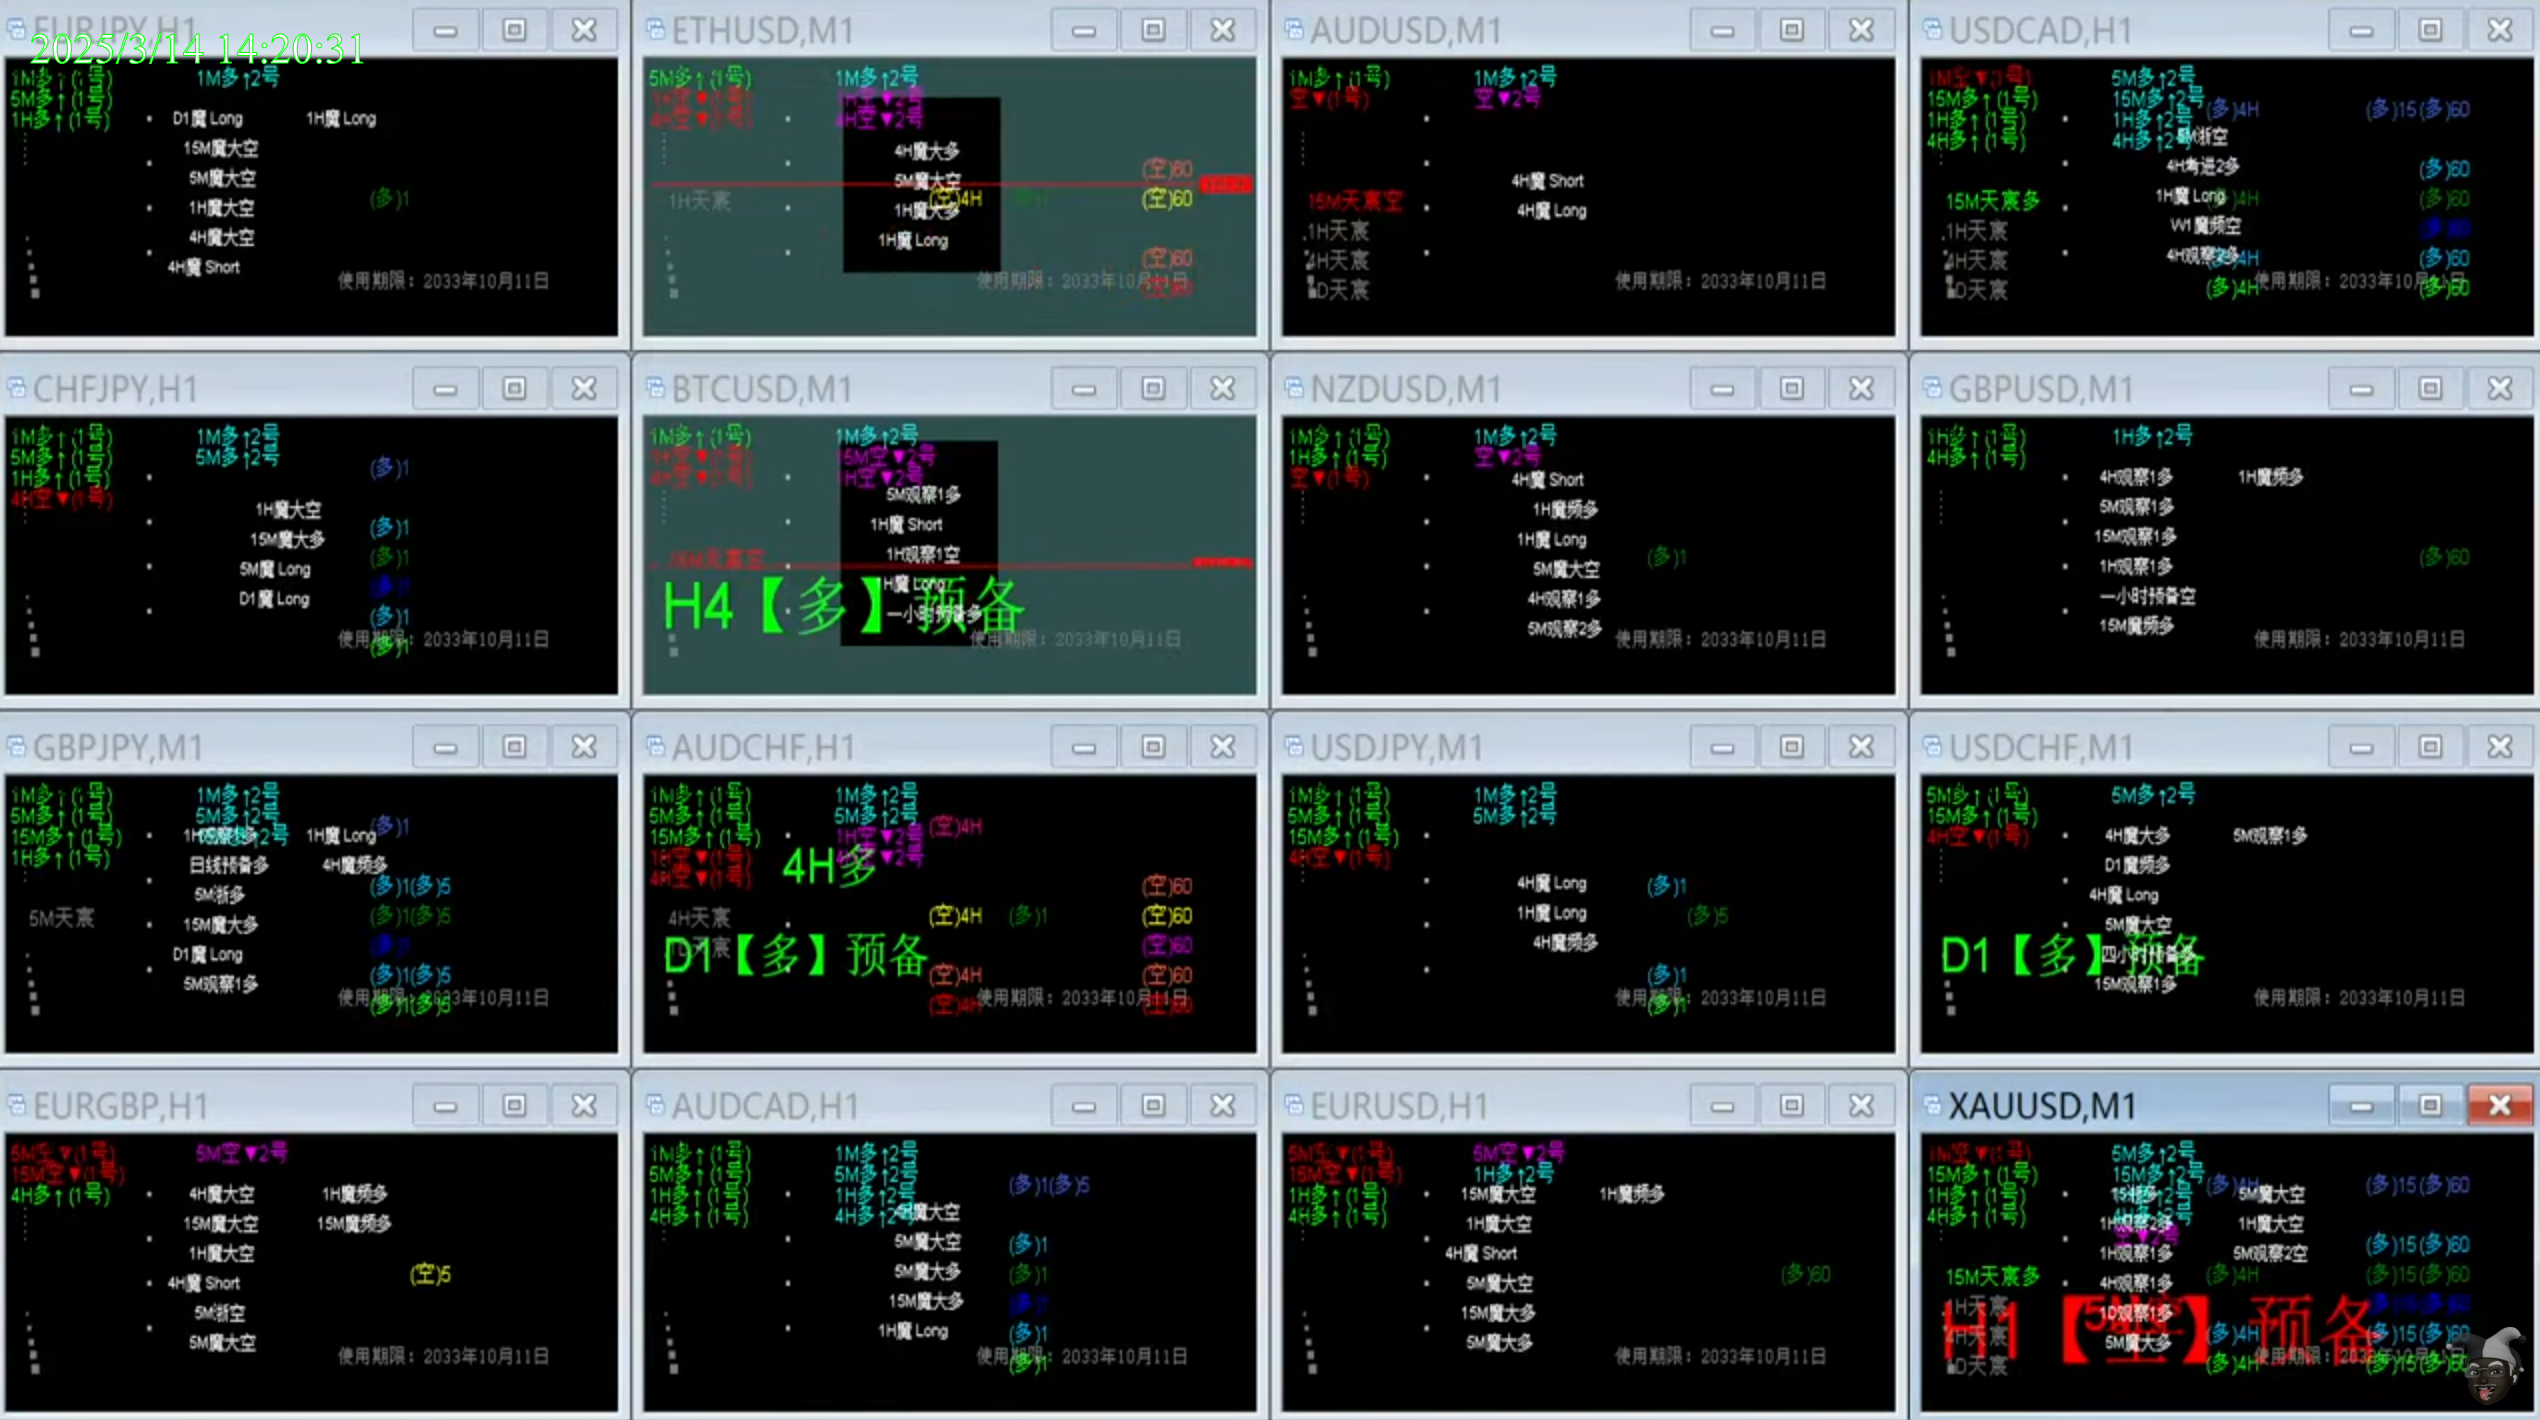 EURJPY,H1
2025/3/14 14:20:31
1M多↑(1号) 1M多↑2号
5M多↑(1号)
1H多↑(1号)
D1魔 Long 1H魔 Long
15M魔大空
5M魔大空
1H魔大空 (多)1
4H魔大空
4H魔 Short
使用期限：2033年10月11日
ETHUSD,M1
5M多↑(1号) 1M多↑2号
1H空▼(1号) 1H空▼2号
4H空▼(1号) 4H空▼2号
4H魔大多
(空)60
5M魔大空
1H天宸 (空)4H (空)60
1H魔大多
1H魔 Long
(空)60
使用期限：2033年10月11日
AUDUSD,M1
1M多↑(1号) 1M多↑2号
空▼(1号) 空▼2号
4H魔 Short
15M天宸空
4H魔 Long
1H天宸
4H天宸
D天宸
使用期限：2033年10月11日
USDCAD,H1
1M空▼(1号) 5M多↑2号
15M多↑(1号) 15M多↑2号
1H多↑(1号) 1H多↑2号
4H多↑(1号) 4H多↑2号
(多)4H (多)15(多)60
(多)60
1H魔 Long
15M天宸多 (多)4H (多)60
W1魔频空
1H天宸
4H天宸 (多)60
D天宸 (多)4H (多)60
使用期限：2033年10月11日
CHFJPY,H1
1M多↑(1号) 1M多↑2号
5M多↑(1号) 5M多↑2号
1H多↑(1号) (多)1
4H空▼(1号)
1H魔大空
(多)1
15M魔大多
(多)1
5M魔 Long
D1魔 Long
(多)1
(多)1
使用期限：2033年10月11日
BTCUSD,M1
1M多↑(1号) 1M多↑2号
1H空▼(1号) 5M空▼2号
4H空▼(1号) 1H空▼2号
5M观察1多
1H魔 Short
1H观察1空
15M天宸空
1H魔 Long
H4【多】预备
一小时预备多
使用期限：2033年10月11日
NZDUSD,M1
1M多↑(1号) 1M多↑2号
1H多↑(1号) 空▼2号
空▼(1号)
4H魔 Short
1H魔频多
1H魔 Long
(多)1
5M魔大空
4H观察1多
5M观察2多
使用期限：2033年10月11日
GBPUSD,M1
1H多↑(1号) 1H多↑2号
4H多↑(1号)
4H观察1多 1H魔频多
5M观察1多
15M观察1多
(多)60
1H观察1多
一小时预备空
15M魔频多
使用期限：2033年10月11日
GBPJPY,M1
1M多↑(1号) 1M多↑2号
5M多↑(1号) 5M多↑2号
15M多↑(1号)
1H多↑(1号)
1H魔 Long (多)1
日线预备多 4H魔频多
(多)1(多)5
5M渐多
5M天宸 (多)1(多)5
15M魔大多
D1魔 Long
(多)1(多)5
5M观察1多
(多)1(多)5
使用期限：2033年10月11日
AUDCHF,H1
1M多↑(1号) 1M多↑2号
5M多↑(1号) 5M多↑2号
15M多↑(1号) 1H空▼2号
1H空▼(1号) 4H空▼2号
4H空▼(1号) (空)4H
4H多
(空)60
4H天宸 (空)4H (多)1 (空)60
D1【多】预备 (空)60
(空)4H (空)60
(空)4H (空)60
使用期限：2033年10月11日
USDJPY,M1
1M多↑(1号) 1M多↑2号
5M多↑(1号) 5M多↑2号
15M多↑(1号)
4H空▼(1号)
4H魔 Long (多)1
1H魔 Long (多)5
4H魔频多
(多)1
(多)1
使用期限：2033年10月11日
USDCHF,M1
5M多↑(1号) 5M多↑2号
15M多↑(1号)
4H空▼(1号)
4H魔大多 5M观察1多
D1魔频多
4H魔 Long
5M魔大空
D1【多】预备
四小时预备多
15M观察1多
使用期限：2033年10月11日
EURGBP,H1
5M空▼(1号) 5M空▼2号
15M空▼(1号)
4H多↑(1号)
4H魔大空 1H魔频多
15M魔大空 15M魔频多
1H魔大空
(空)5
4H魔 Short
5M渐空
5M魔大空
使用期限：2033年10月11日
AUDCAD,H1
1M多↑(1号) 1M多↑2号
5M多↑(1号) 5M多↑2号
1H多↑(1号) 1H多↑2号
4H多↑(1号) 4H多↑2号
(多)1(多)5
魔大空
5M魔大空 (多)1
5M魔大多 (多)1
15M魔大多 (多)1
1H魔 Long (多)1
(多)1
使用期限：2033年10月11日
EURUSD,H1
5M空▼(1号) 5M空▼2号
15M空▼(1号) 1H多↑2号
1H多↑(1号)
4H多↑(1号)
15M魔大空 1H魔频多
1H魔大空
4H魔 Short
(多)60
5M魔大空
15M魔大多
5M魔大多
使用期限：2033年10月11日
XAUUSD,M1
1M空▼(1号) 5M多↑2号
15M多↑(1号) 15M多↑2号
1H多↑(1号)
4H多↑(1号)
(多)4H (多)15(多)60
5M魔大空
1H观察2多 1H魔大空
空▼2号
(多)15(多)60
1H观察1多 5M观察2空
15M天宸多 (多)4H (多)15(多)60
4H观察1多
1H天宸
1D观察1多
H1【空】预备
4H天宸 5M魔大多 (多)4H (多)15(多)60
D天宸 (多)4H (多)15(多)60